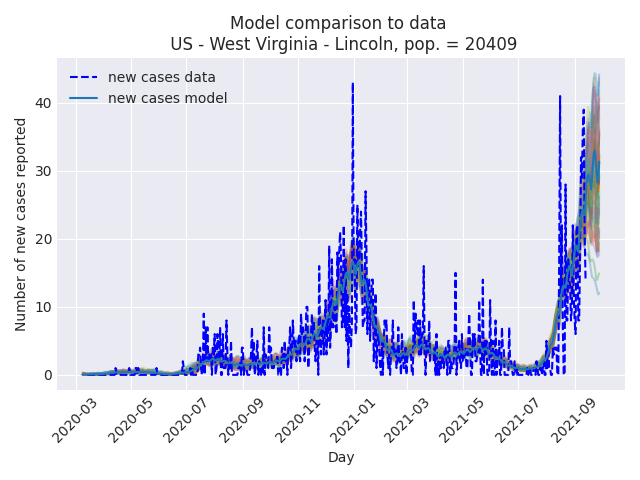 Model comparison to data
US - West Virginia - Lincoln, pop. = 20409
new cases data
new cases model
Number of new cases reported
40
30
20
10
0
2020-03
2020-05
2020-07
2020-09
2020-11
2021-01
2021-03
2021-05
2021-07
2021-09
Day